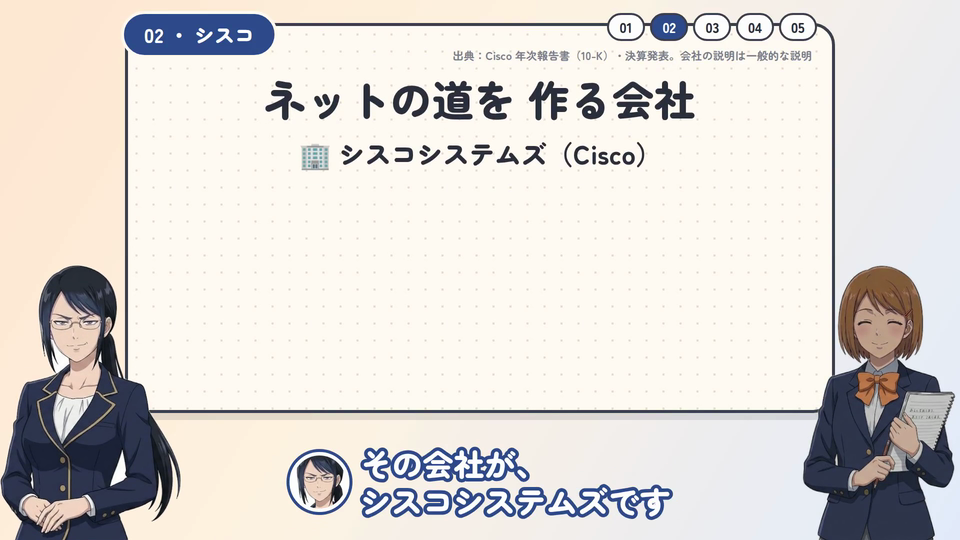 02 ・ シスコ
01 02 03 04 05
出典：Cisco 年次報告書（10-K）・決算発表。会社の説明は一般的な説明
ネットの道を 作る会社
シスコシステムズ（Cisco）
その会社が、
シスコシステムズです